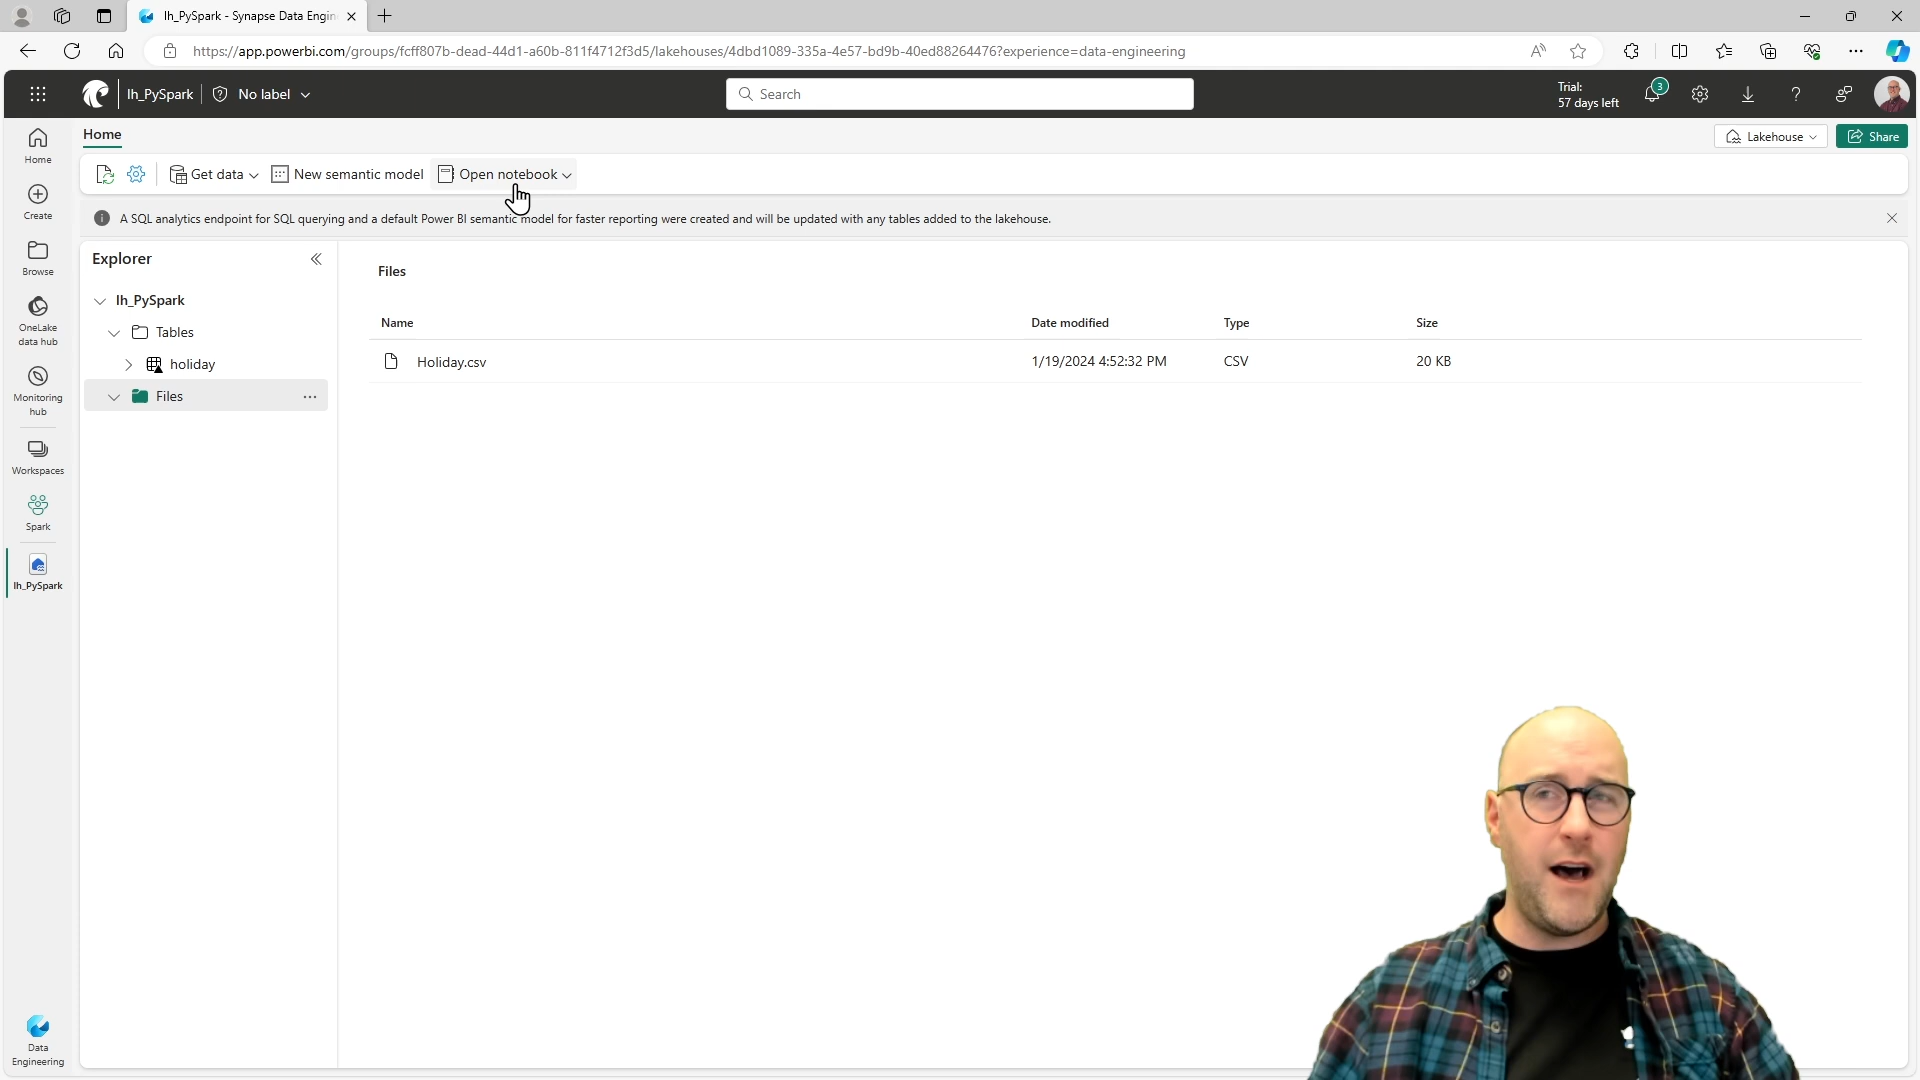 lh_PySpark - Synapse Data Engin
https://app.powerbi.com/groups/fcff807b-dead-44d1-a60b-811f4712f3d5/lakehouses/4dbd1089-335a-4e57-bd9b-40ed88264476?experience=data-engineering
lh_PySpark
No label
Search
Trial:
57 days left
3
Home
Lakehouse
Share
Get data
New semantic model
Open notebook
A SQL analytics endpoint for SQL querying and a default Power BI semantic model for faster reporting were created and will be updated with any tables added to the lakehouse.
Home
Create
Browse
OneLake
data hub
Monitoring
hub
Workspaces
Spark
lh_PySpark
Data
Engineering
Explorer
lh_PySpark
Tables
holiday
Files
Files
Name Date modified Type Size
Holiday.csv 1/19/2024 4:52:32 PM CSV 20 KB